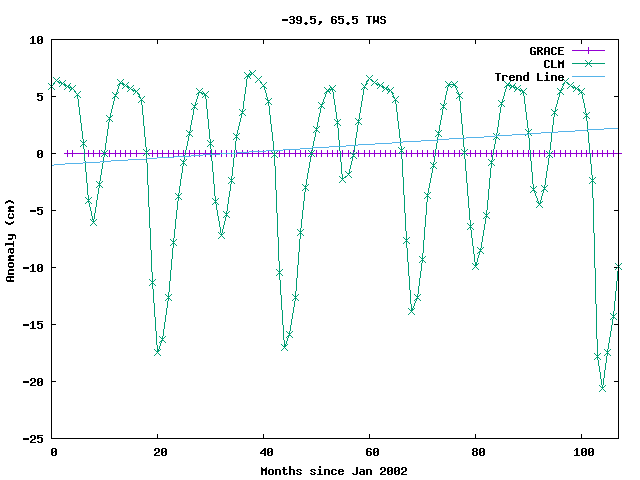 -39.5, 65.5 TWS
GRACE
CLM
Trend Line
10
5
0
-5
-10
-15
-20
-25
Anomaly (cm)
0 20 40 60 80 100
Months since Jan 2002